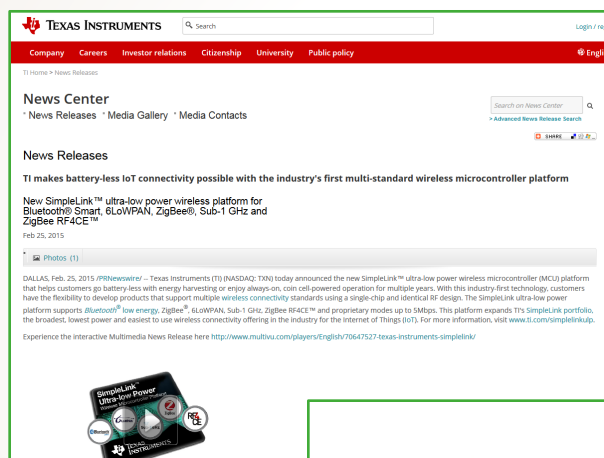 TEXAS INSTRUMENTS
Search
Login / re
Company Careers Investor relations Citizenship University Public policy
Engli
TI Home > News Releases
News Center
* News Releases * Media Gallery * Media Contacts
Search on News Center
> Advanced News Release Search
SHARE
News Releases
TI makes battery-less IoT connectivity possible with the industry's first multi-standard wireless microcontroller platform
New SimpleLink™ ultra-low power wireless platform for
Bluetooth® Smart, 6LoWPAN, ZigBee®, Sub-1 GHz and
ZigBee RF4CE™
Feb 25, 2015
* Photos (1)
DALLAS, Feb. 25, 2015 /PRNewswire/ -- Texas Instruments (TI) (NASDAQ: TXN) today announced the new SimpleLink™ ultra-low power wireless microcontroller (MCU) platform
that helps customers go battery-less with energy harvesting or enjoy always-on, coin cell-powered operation for multiple years. With this industry-first technology, customers
have the flexibility to develop products that support multiple wireless connectivity standards using a single-chip and identical RF design. The SimpleLink ultra-low power
platform supports Bluetooth® low energy, ZigBee®, 6LoWPAN, Sub-1 GHz, ZigBee RF4CE™ and proprietary modes up to 5Mbps. This platform expands TI's SimpleLink portfolio,
the broadest, lowest power and easiest to use wireless connectivity offering in the industry for the Internet of Things (IoT). For more information, visit www.ti.com/simplelinkulp.
Experience the interactive Multimedia News Release here http://www.multivu.com/players/English/70647527-texas-instruments-simplelink/
SimpleLink™
Ultra-low Power
Wireless Microcontroller Platform
Bluetooth
ZigBee
RF4CE
TEXAS
INSTRUMENTS